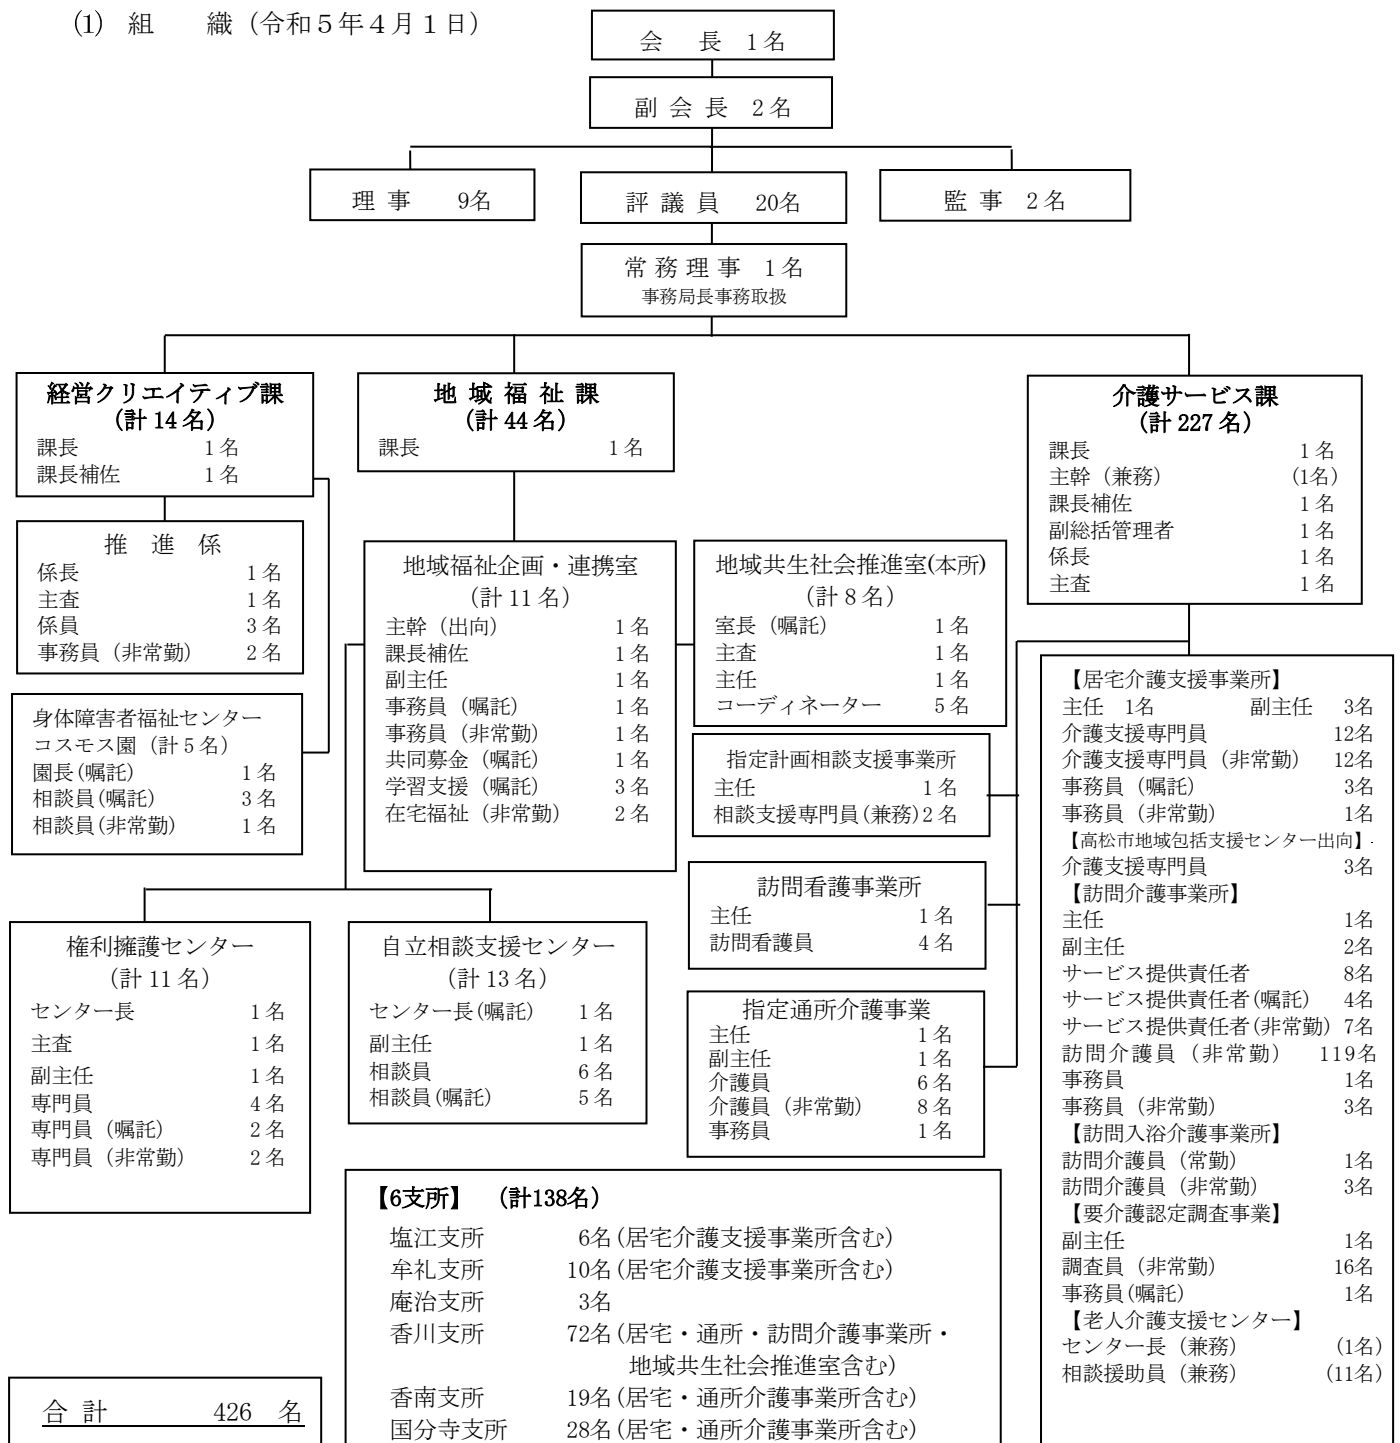 (1) 組　　織（令和５年４月１日）
会　長　1名
副 会 長　2名
理 事　9名
評 議 員　20名
監 事　2名
常 務 理 事　1名
事務局長事務取扱
経営クリエイティブ課
(計 14 名)
課長　1名
課長補佐　1名
推　進　係
係長　1名
主査　1名
係員　3名
事務員（非常勤）　2名
身体障害者福祉センター
コスモス園（計５名）
園長(嘱託)　1名
相談員(嘱託)　3名
相談員(非常勤)　1名
地 域 福 祉 課
(計 44 名)
課長　1名
地域福祉企画・連携室
（計 11 名）
主幹（出向）　1名
課長補佐　1名
副主任　1名
事務員（嘱託）　1名
事務員（非常勤）　1名
共同募金（嘱託）　1名
学習支援（嘱託）　3名
在宅福祉（非常勤）　2名
地域共生社会推進室(本所)
（計８名）
室長（嘱託）　1名
主査　1名
主任　1名
コーディネーター　5名
指定計画相談支援事業所
主任　1名
相談支援専門員(兼務)2名
訪問看護事業所
主任　1名
訪問看護員　4名
指定通所介護事業
主任　1名
副主任　1名
介護員　6名
介護員（非常勤）　8名
事務員　1名
権利擁護センター
（計 11 名）
センター長　1名
主査　1名
副主任　1名
専門員　4名
専門員（嘱託）　2名
専門員（非常勤）　2名
自立相談支援センター
（計 13 名）
センター長(嘱託)　1名
副主任　1名
相談員　6名
相談員(嘱託)　5名
介護サービス課
(計 227 名)
課長　1名
主幹（兼務）　(1名)
課長補佐　1名
副総括管理者　1名
係長　1名
主査　1名
【居宅介護支援事業所】
主任　1名　副主任　3名
介護支援専門員　12名
介護支援専門員（非常勤）　12名
事務員（嘱託）　3名
事務員（非常勤）　1名
【高松市地域包括支援センター出向】
介護支援専門員　3名
【訪問介護事業所】
主任　1名
副主任　2名
サービス提供責任者　8名
サービス提供責任者(嘱託)　4名
サービス提供責任者(非常勤)　7名
訪問介護員（非常勤）　119名
事務員　1名
事務員（非常勤）　3名
【訪問入浴介護事業所】
訪問介護員（常勤）　1名
訪問介護員（非常勤）　3名
【要介護認定調査事業】
副主任　1名
調査員（非常勤）　16名
事務員(嘱託)　1名
【老人介護支援センター】
センター長（兼務）　(1名)
相談援助員（兼務）　(11名)
【6支所】　（計138名）
塩江支所　6名(居宅介護支援事業所含む)
牟礼支所　10名(居宅介護支援事業所含む)
庵治支所　3名
香川支所　72名(居宅・通所・訪問介護事業所・
地域共生社会推進室含む)
香南支所　19名(居宅・通所介護事業所含む)
国分寺支所　28名(居宅・通所介護事業所含む)
合 計　426 名